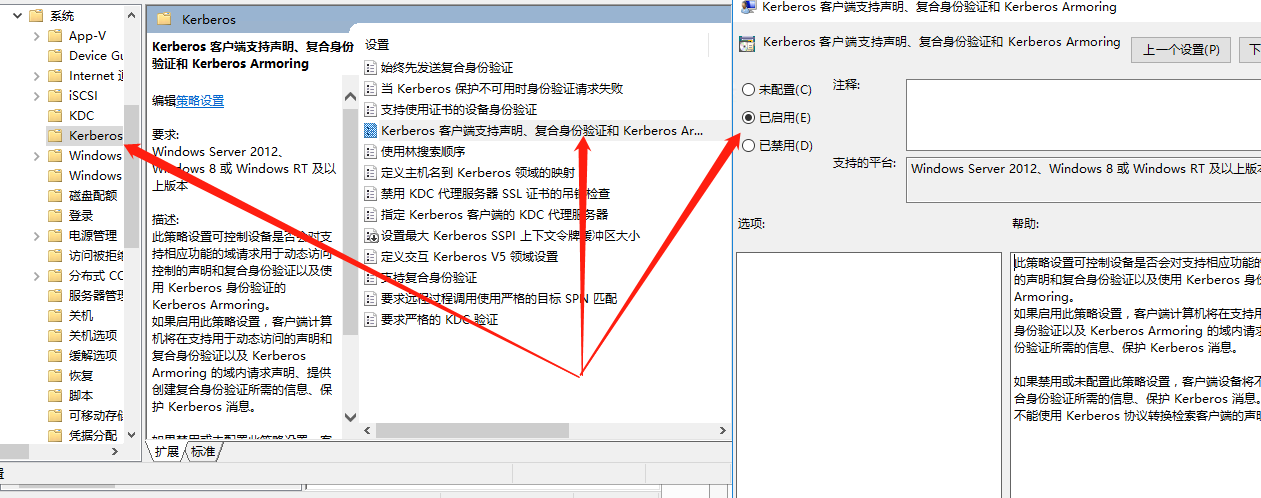 系统
App-V
Device Gu
Internet 通
iSCSI
KDC
Kerberos
Windows
Windows
磁盘配额
登录
电源管理
访问被拒绝
分布式 CO
服务器管理
关机
关机选项
缓解选项
恢复
脚本
可移动存储
凭据分配
Kerberos
Kerberos 客户端支持声明、复合身份
验证和 Kerberos Armoring
编辑策略设置
要求:
Windows Server 2012、
Windows 8 或 Windows RT 及以
上版本
描述:
此策略设置可控制设备是否会对支
持相应功能的域请求用于动态访问
控制的声明和复合身份验证以及使
用 Kerberos 身份验证的
Kerberos Armoring。
如果启用此策略设置，客户端计算
机将在支持用于动态访问的声明和
复合身份验证以及 Kerberos
Armoring 的域内请求声明、提供
创建复合身份验证所需的信息、保
护 Kerberos 消息。
如果禁用或未配置此策略设置，客
设置
始终先发送复合身份验证
当 Kerberos 保护不可用时身份验证请求失败
支持使用证书的设备身份验证
Kerberos 客户端支持声明、复合身份验证和 Kerberos Ar...
使用林搜索顺序
定义主机名到 Kerberos 领域的映射
禁用 KDC 代理服务器 SSL 证书的吊销检查
指定 Kerberos 客户端的 KDC 代理服务器
设置最大 Kerberos SSPI 上下文令牌缓冲区大小
定义交互 Kerberos V5 领域设置
支持复合身份验证
要求远程过程调用使用严格的目标 SPN 匹配
要求严格的 KDC 验证
扩展
标准
置
Kerberos 客户端支持声明、复合身份验证和 Kerberos Armoring
Kerberos 客户端支持声明、复合身份验证和 Kerberos Armoring
上一个设置(P)
下
未配置(C)
注释:
已启用(E)
已禁用(D)
支持的平台:
Windows Server 2012、Windows 8 或 Windows RT 及以上版本
选项:
帮助:
此策略设置可控制设备是否会对支持相应功能的
的声明和复合身份验证以及使用 Kerberos 身份
Armoring。
如果启用此策略设置，客户端计算机将在支持用
身份验证以及 Kerberos Armoring 的域内请求
份验证所需的信息、保护 Kerberos 消息。
如果禁用或未配置此策略设置，客户端设备将不
合身份验证所需的信息、保护 Kerberos 消息。
不能使用 Kerberos 协议转换检索客户端的声明